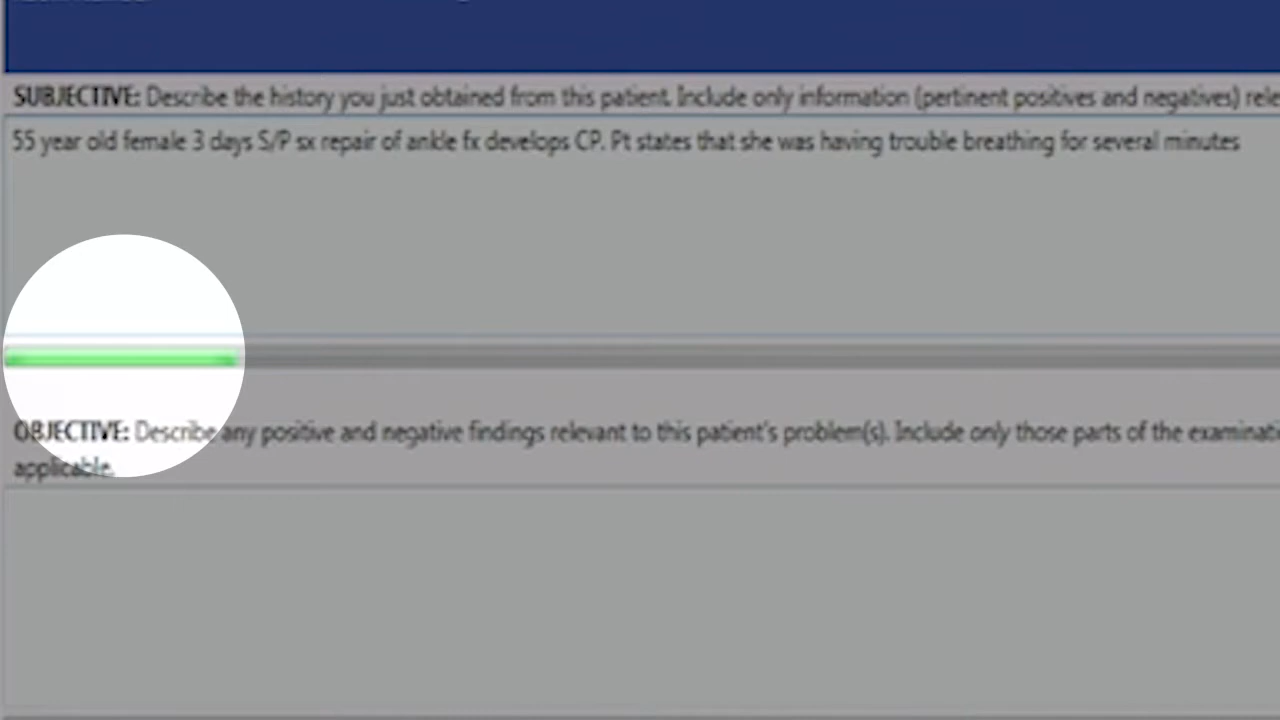 SUBJECTIVE: Describe the history you just obtained from this patient. Include only information (pertinent positives and negatives) rele
55 year old female 3 days S/P sx repair of ankle fx develops CP. Pt states that she was having trouble breathing for several minutes
OBJECTIVE: Describe any positive and negative findings relevant to this patient's problem(s). Include only those parts of the examinati
applicable.